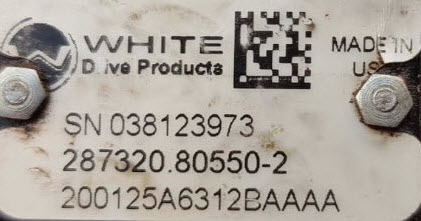 WHITE
Drive Products
MADE IN
US
SN 038123973
287320.80550-2
200125A6312BAAAA